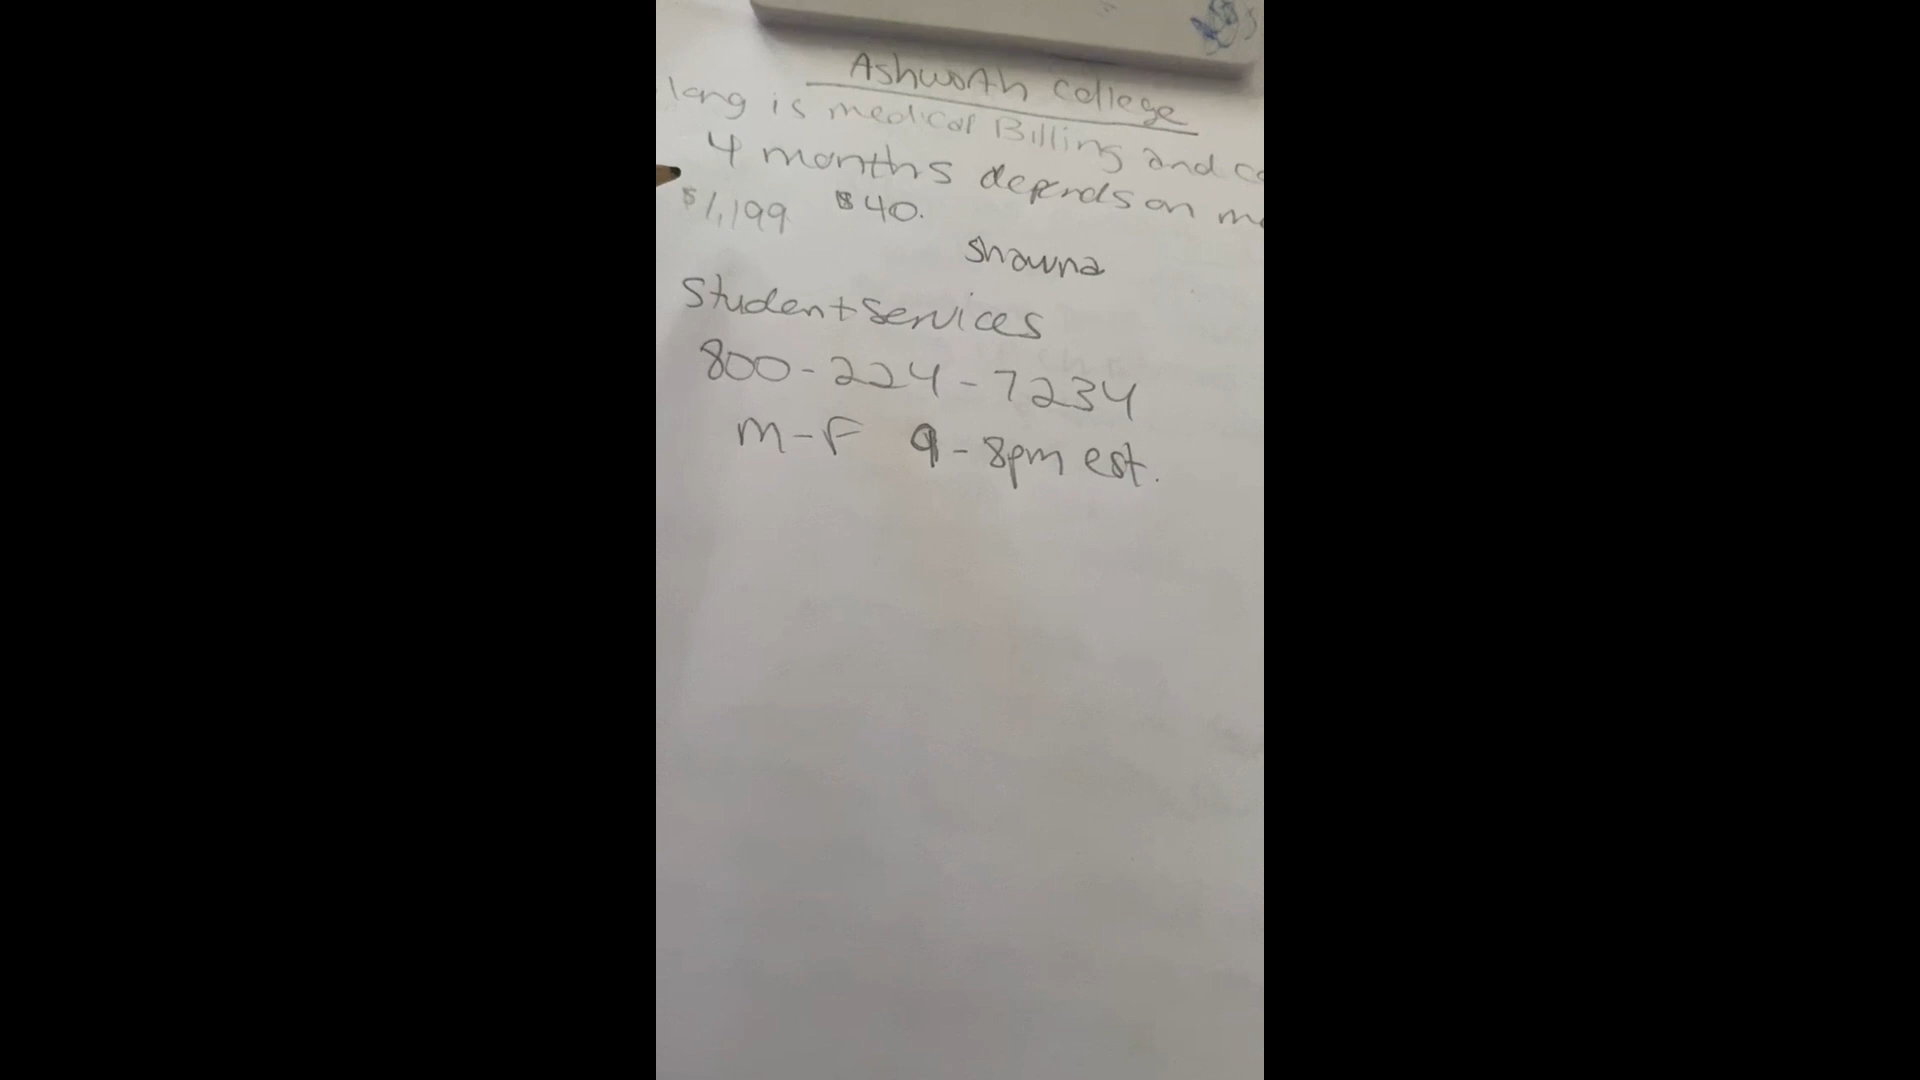 Ashworth College
long is medical Billing and
4 months depends on
$1,199 $40.
Shawna
Student Services
800-224-7234
M-F 9-8pm est.